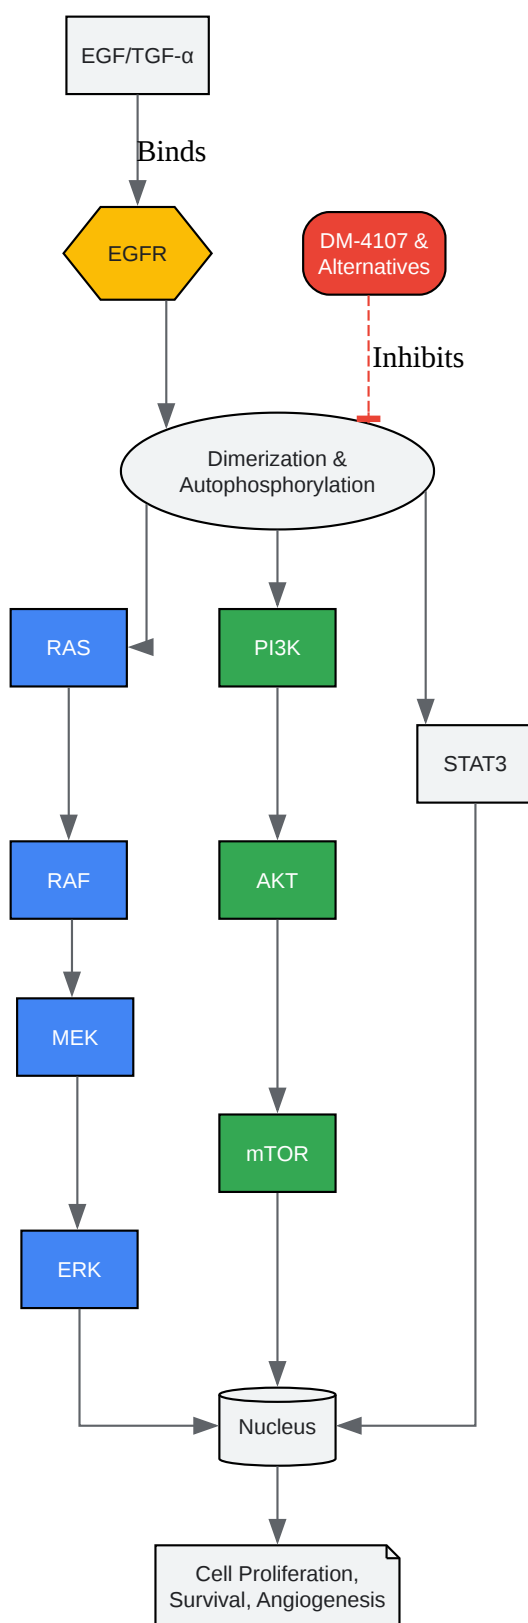 EGF/TGF-α
Binds
EGFR
DM-4107 &
Alternatives
Inhibits
Dimerization &
Autophosphorylation
RAS
PI3K
STAT3
RAF
AKT
MEK
mTOR
ERK
Nucleus
Cell Proliferation,
Survival, Angiogenesis